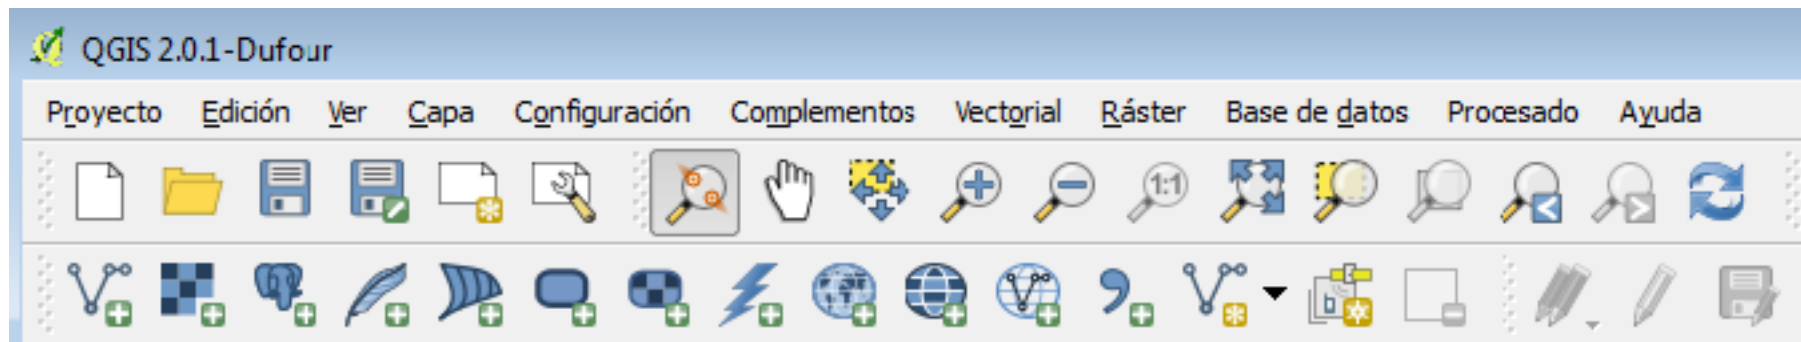 QGIS 2.0.1-Dufour
Proyecto Edición Ver Capa Configuración Complementos Vectorial Ráster Base de datos Procesado Ayuda
1:1